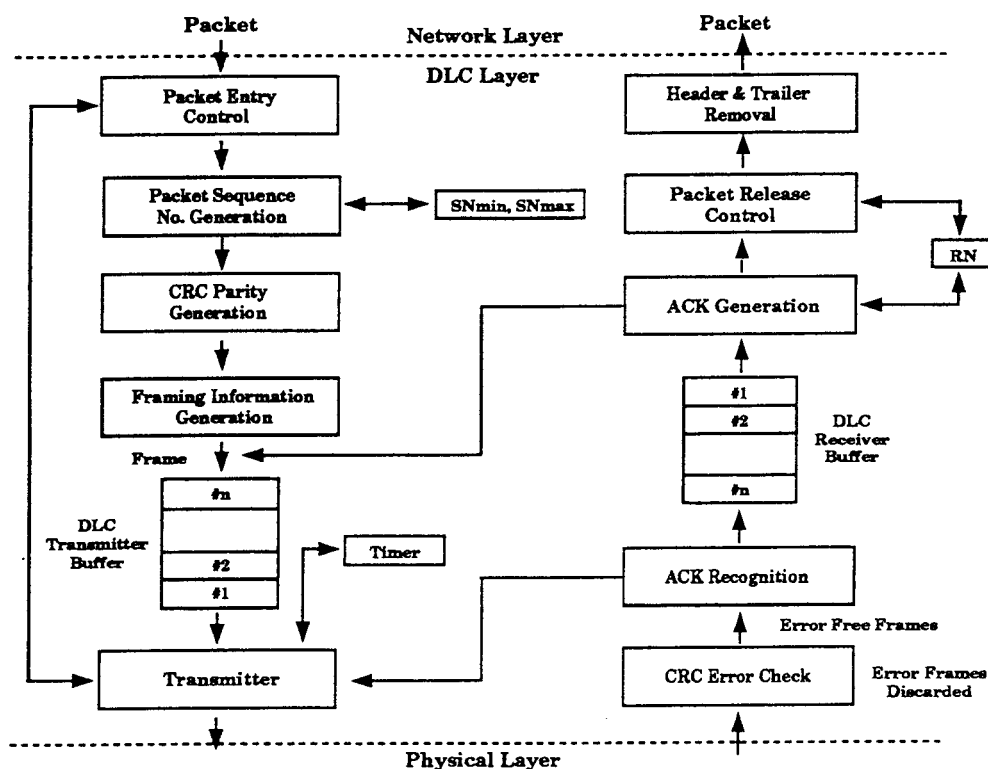 Packet
Network Layer
Packet
DLC Layer
Packet Entry
Control
Header & Trailer
Removal
Packet Sequence
No. Generation
SNmin, SNmax
Packet Release
Control
RN
CRC Parity
Generation
ACK Generation
Framing Information
Generation
Frame
#1
#2
#n
DLC
Receiver
Buffer
#n
#2
#1
DLC
Transmitter
Buffer
Timer
ACK Recognition
Error Free Frames
Transmitter
CRC Error Check
Error Frames
Discarded
Physical Layer